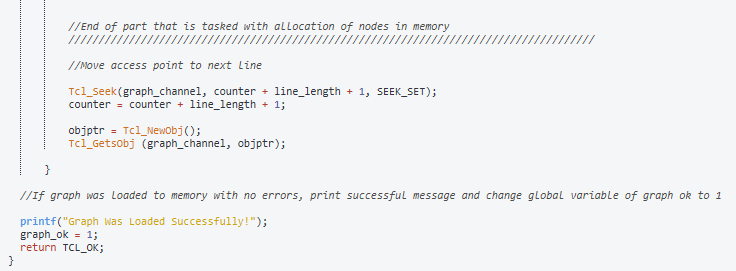 //End of part that is tasked with allocation of nodes in memory
////////////////////////////////////////////////////////////////////////////////////////
//Move access point to next line
Tcl_Seek(graph_channel, counter + line_length + 1, SEEK_SET);
counter = counter + line_length + 1;
objptr = Tcl_NewObj();
Tcl_GetsObj (graph_channel, objptr);
}
//If graph was loaded to memory with no errors, print successful message and change global variable of graph ok to 1
printf("Graph Was Loaded Successfully!");
graph_ok = 1;
return TCL_OK;
}